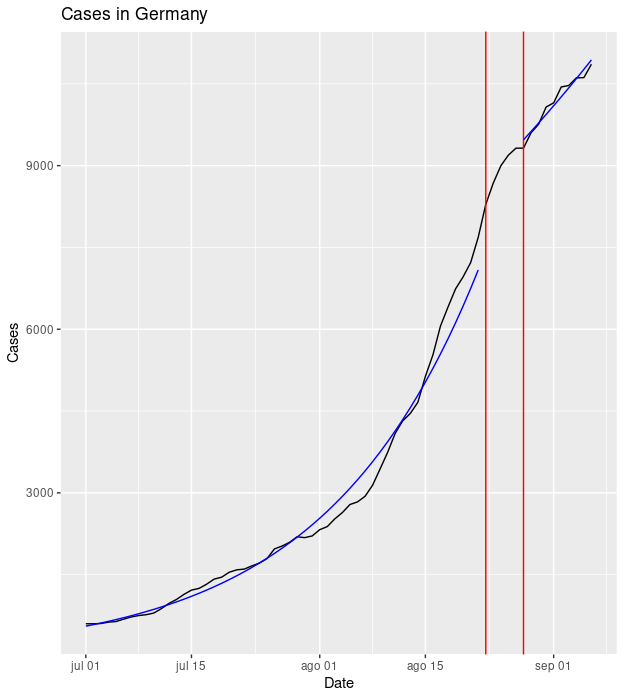 Cases in Germany
9000
6000
3000
Cases
jul 01
jul 15
ago 01
ago 15
sep 01
Date